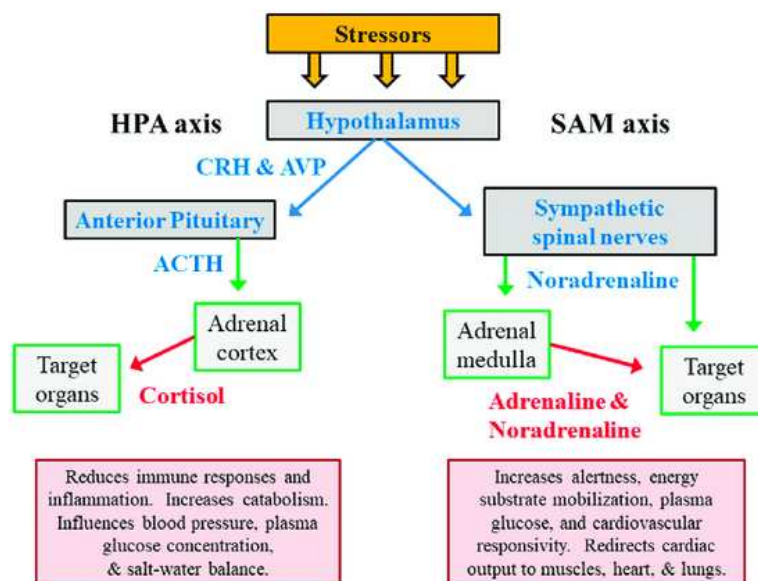 Stressors
HPA axis
Hypothalamus
SAM axis
CRH & AVP
Anterior Pituitary
Sympathetic
spinal nerves
ACTH
Noradrenaline
Adrenal
cortex
Adrenal
medulla
Target
organs
Target
organs
Cortisol
Adrenaline &
Noradrenaline
Reduces immune responses and
inflammation. Increases catabolism.
Influences blood pressure, plasma
glucose concentration,
& salt-water balance.
Increases alertness, energy
substrate mobilization, plasma
glucose, and cardiovascular
responsivity. Redirects cardiac
output to muscles, heart, & lungs.